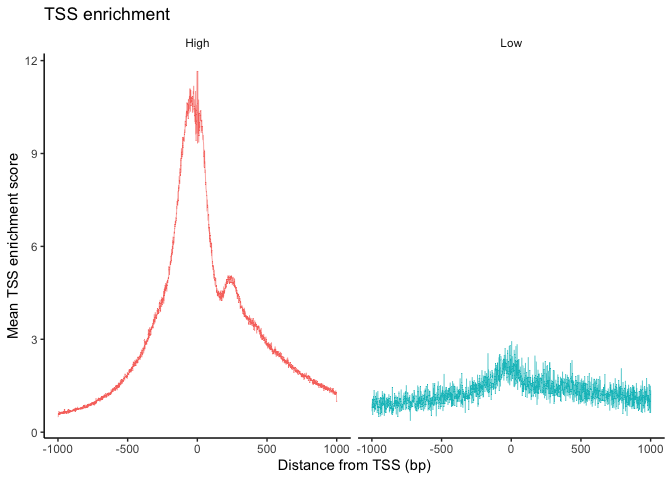 TSS enrichment
High
Low
Mean TSS enrichment score
12
9
6
3
0
-1000 -500 0 500 1000
-1000 -500 0 500 1000
Distance from TSS (bp)